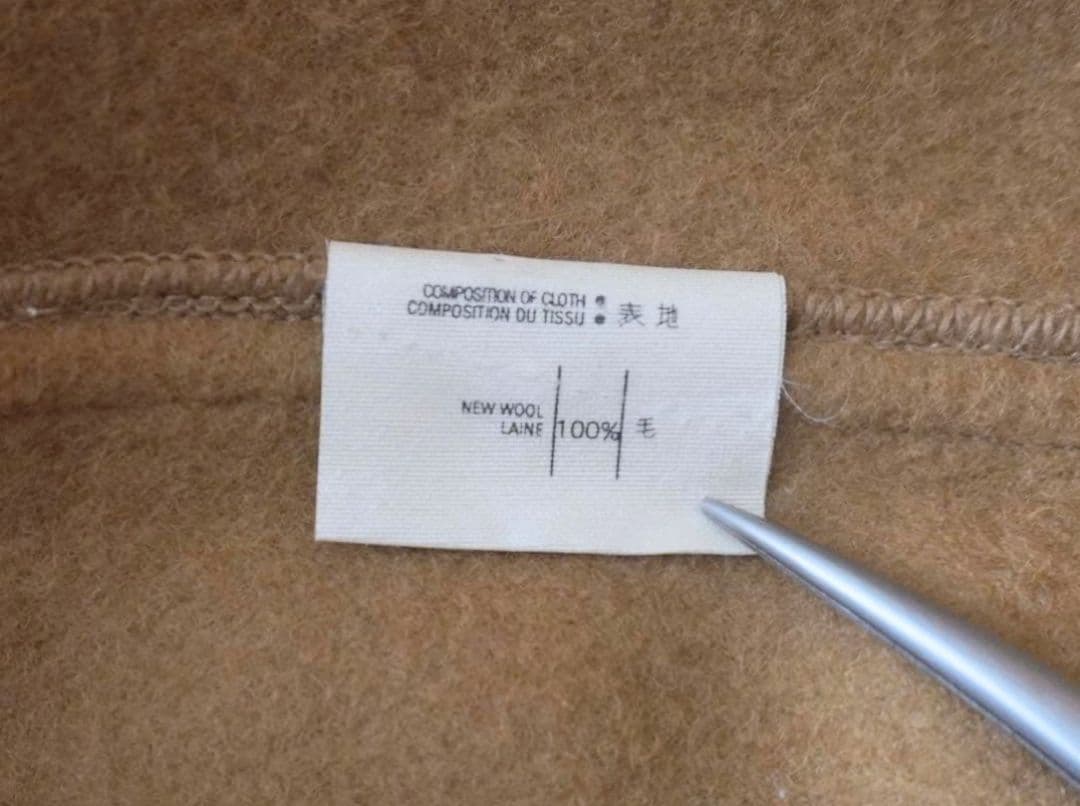 COMPOSITION OF CLOTH
COMPOSITION DU TISSU : 表地
NEW WOOL
LAINE 100% 毛